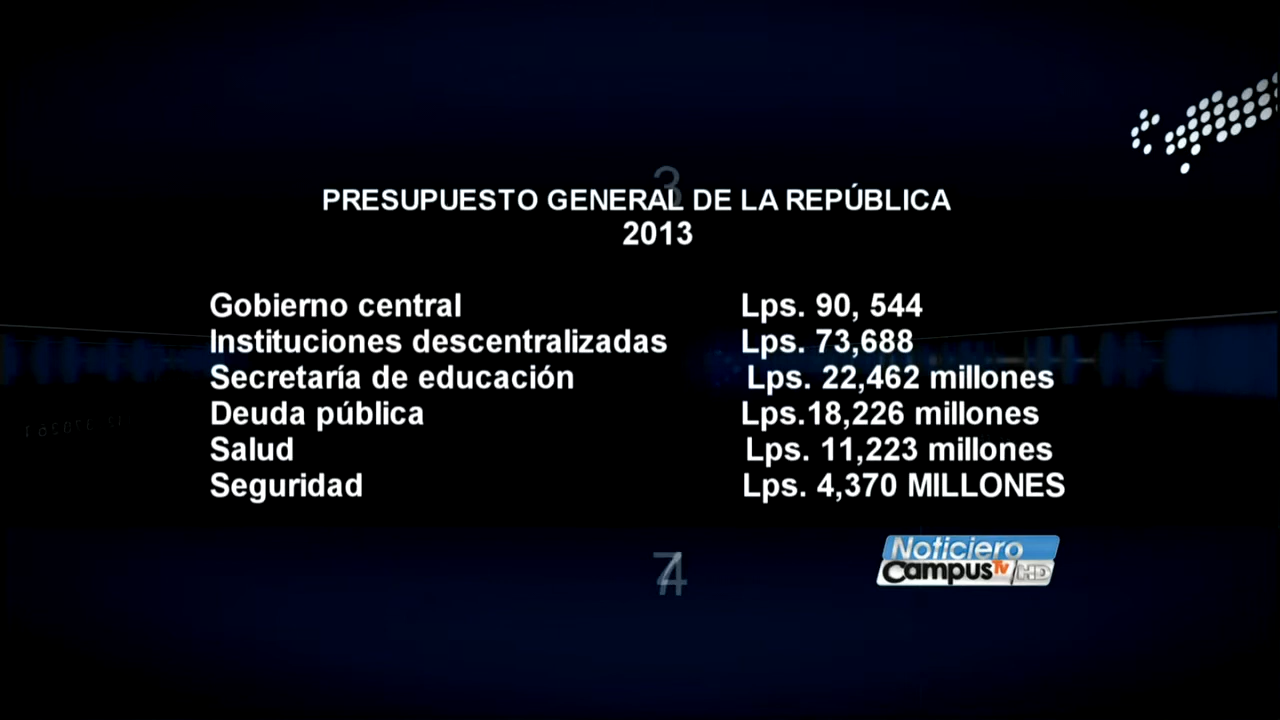 3
PRESUPUESTO GENERAL DE LA REPÚBLICA
2013
Gobierno central Lps. 90, 544
Instituciones descentralizadas Lps. 73,688
Secretaría de educación Lps. 22,462 millones
Deuda pública Lps.18,226 millones
Salud Lps. 11,223 millones
Seguridad Lps. 4,370 MILLONES
Noticiero
CampusTv HD